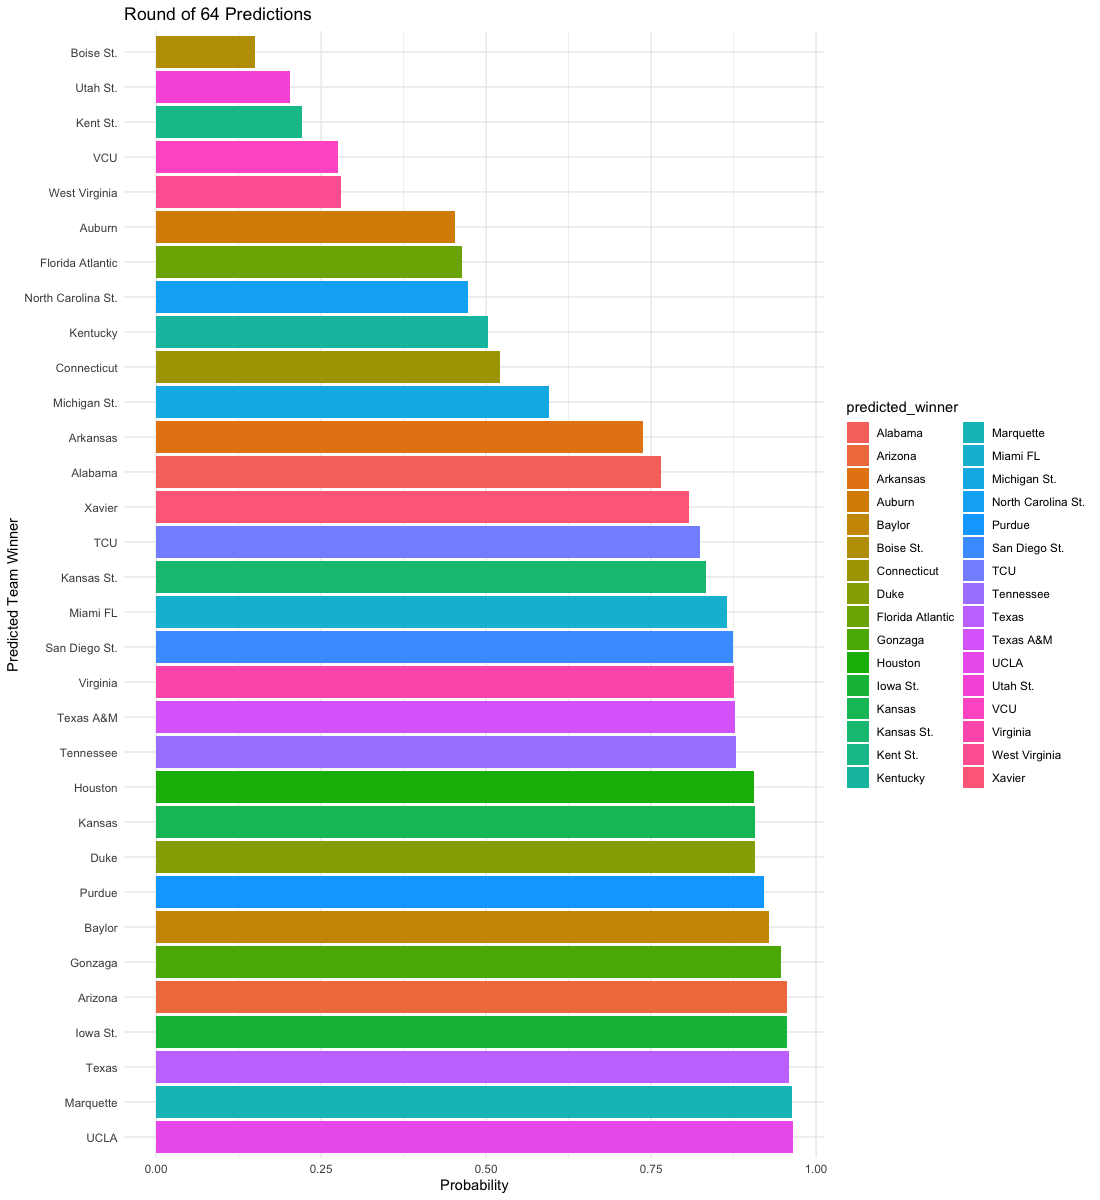 Round of 64 Predictions
Predicted Team Winner
Boise St.
Utah St.
Kent St.
VCU
West Virginia
Auburn
Florida Atlantic
North Carolina St.
Kentucky
Connecticut
Michigan St.
Arkansas
Alabama
Xavier
TCU
Kansas St.
Miami FL
San Diego St.
Virginia
Texas A&M
Tennessee
Houston
Kansas
Duke
Purdue
Baylor
Gonzaga
Arizona
Iowa St.
Texas
Marquette
UCLA
0.00 0.25 0.50 0.75 1.00
Probability
predicted_winner
Alabama
Arizona
Arkansas
Auburn
Baylor
Boise St.
Connecticut
Duke
Florida Atlantic
Gonzaga
Houston
Iowa St.
Kansas
Kansas St.
Kent St.
Kentucky
Marquette
Miami FL
Michigan St.
North Carolina St.
Purdue
San Diego St.
TCU
Tennessee
Texas
Texas A&M
UCLA
Utah St.
VCU
Virginia
West Virginia
Xavier